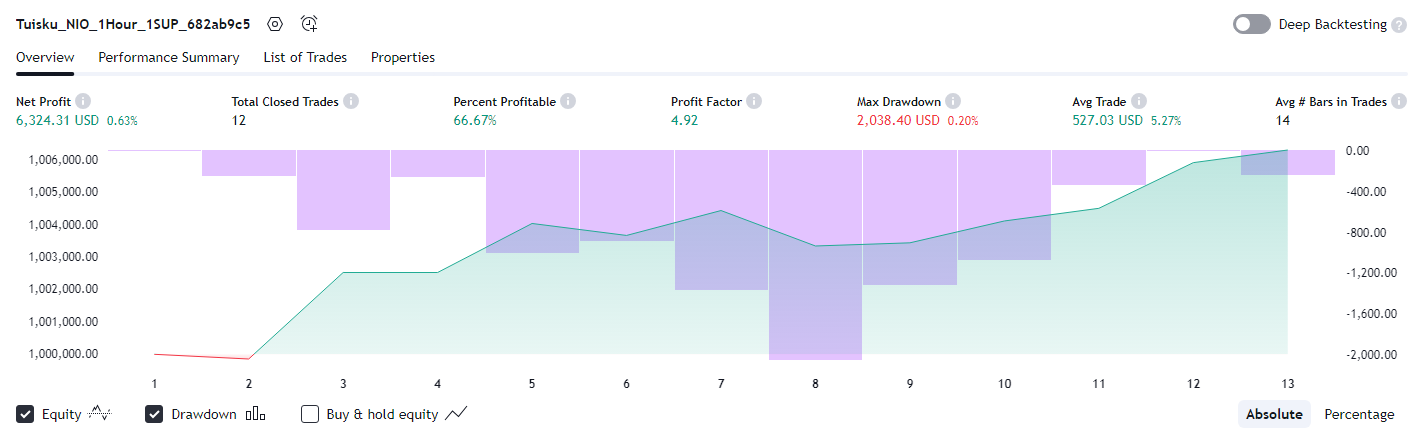 Tuisku_NIO_1Hour_1SUP_682ab9c5 Deep Backtesting ?
Overview Performance Summary List of Trades Properties
Net Profit Total Closed Trades Percent Profitable Profit Factor Max Drawdown Avg Trade Avg # Bars in Trades
6,324.31 USD 0.63% 12 66.67% 4.92 2,038.40 USD 0.20% 527.03 USD 5.27% 14
1,006,000.00 0.00
1,005,000.00 -400.00
1,004,000.00 -800.00
1,003,000.00 -1,200.00
1,002,000.00
1,001,000.00 -1,600.00
1,000,000.00 -2,000.00
1 2 3 4 5 6 7 8 9 10 11 12 13
Equity Drawdown Buy & hold equity Absolute Percentage